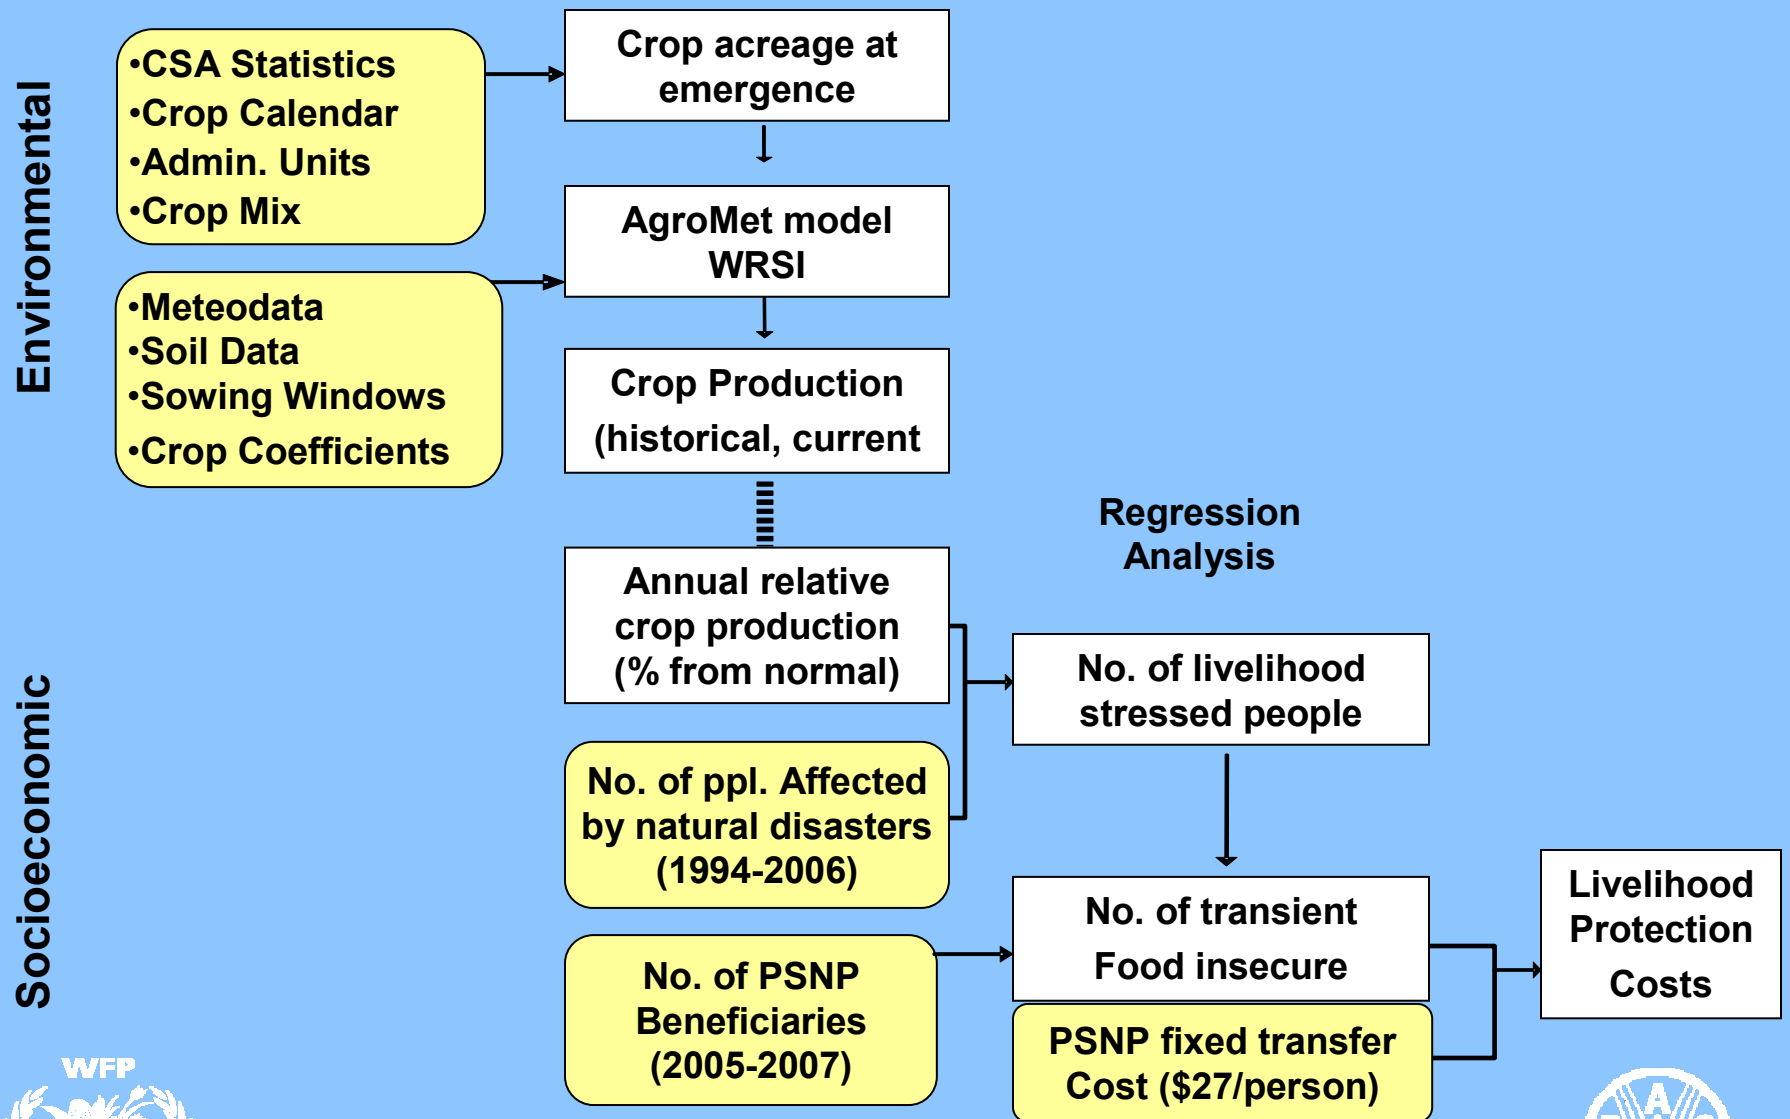 Environmental
•CSA Statistics
•Crop Calendar
•Admin. Units
•Crop Mix
Crop acreage at
emergence
AgroMet model
WRSI
•Meteodata
•Soil Data
•Sowing Windows
•Crop Coefficients
Crop Production
(historical, current
Regression
Analysis
Socioeconomic
Annual relative
crop production
(% from normal)
No. of livelihood
stressed people
No. of ppl. Affected
by natural disasters
(1994-2006)
No. of transient
Food insecure
Livelihood
Protection
Costs
No. of PSNP
Beneficiaries
(2005-2007)
PSNP fixed transfer
Cost ($27/person)
WFP
A